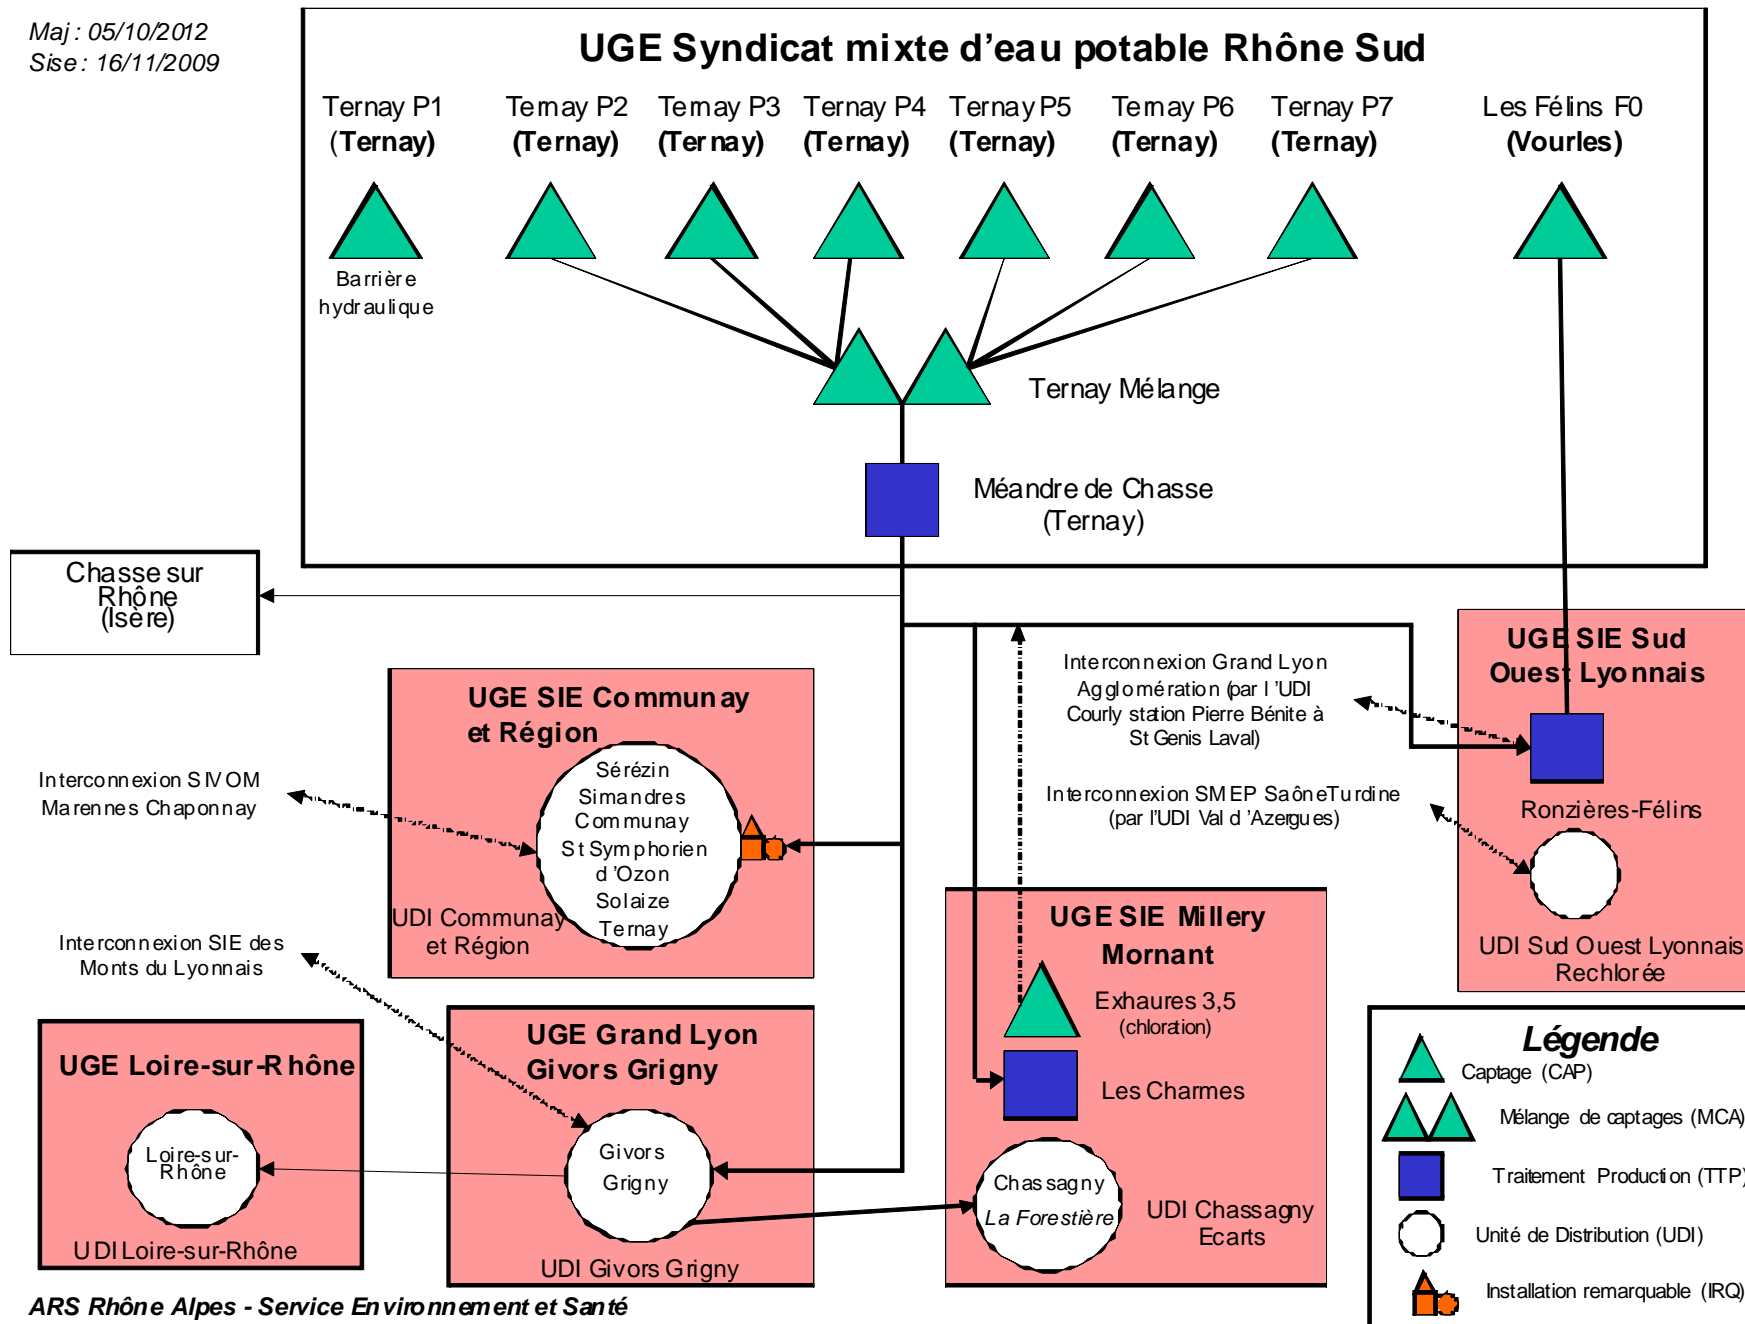 Maj : 05/10/2012
Sise : 16/11/2009
UGE Syndicat mixte d'eau potable Rhône Sud
Ternay P1
(Ternay)
Ternay P2
(Ternay)
Ternay P3
(Ternay)
Ternay P4
(Ternay)
Ternay P5
(Ternay)
Ternay P6
(Ternay)
Ternay P7
(Ternay)
Les Félins F0
(Vourles)
Barrière
hydraulique
Ternay Mélange
Méandre de Chasse
(Ternay)
Chasse sur
Rhône
(Isère)
UGE SIE Communay
et Région
Sérézin
Simandres
Communay
St Symphorien
d 'Ozon
Solaize
Ternay
UDI Communay
et Région
Interconnexion SIVOM
Marennes Chaponnay
Interconnexion SIE des
Monts du Lyonnais
Interconnexion Grand Lyon
Agglomération (par l 'UDI
Courly station Pierre Bénite à
St Genis Laval)
Interconnexion SMEP SaôneTurdine
(par l'UDI Val d 'Azergues)
UGE SIE Sud
Ouest Lyonnais
Ronzières-Félins
UDI Sud Ouest Lyonnais
Rechlorée
UGE SIE Millery
Mornant
Exhaures 3,5
(chloration)
Les Charmes
Chassagny
La Forestière
UDI Chassagny
Ecarts
UGE Grand Lyon
Givors Grigny
Givors
Grigny
UDI Givors Grigny
UGE Loire-sur-Rhône
Loire-sur-
Rhône
UDI Loire-sur-Rhône
Légende
Captage (CAP)
Mélange de captages (MCA)
Traitement Production (TTP)
Unité de Distribution (UDI)
Installation remarquable (IRQ)
ARS Rhône Alpes - Service Environnement et Santé